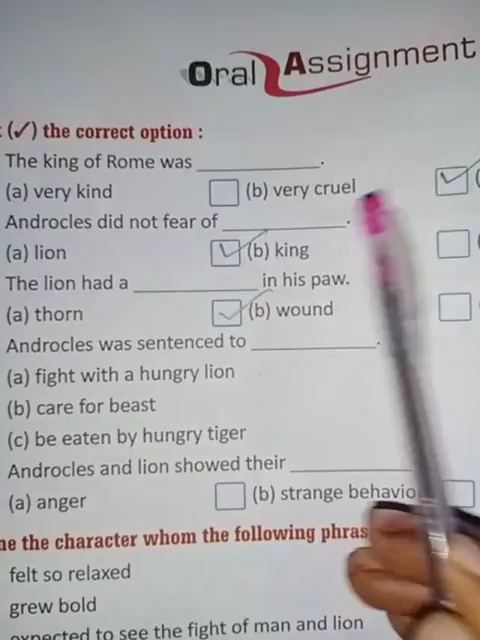 Oral Assignment
(✓) the correct option :
The king of Rome was ____________.
(a) very kind (b) very cruel
Androcles did not fear of ____________.
(a) lion (b) king
The lion had a ____________ in his paw.
(a) thorn (b) wound
Androcles was sentenced to ____________.
(a) fight with a hungry lion
(b) care for beast
(c) be eaten by hungry tiger
Androcles and lion showed their ____________
(a) anger (b) strange behavio
the character whom the following phras
felt so relaxed
grew bold
expected to see the fight of man and lion